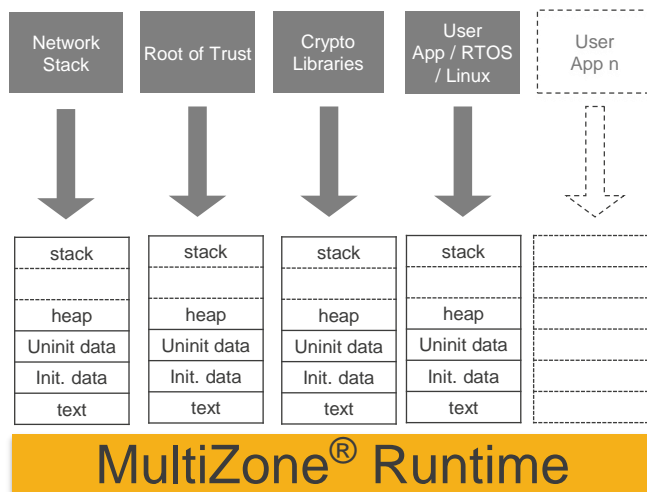 Network
Stack
Root of Trust
Crypto
Libraries
User
App / RTOS
/ Linux
User
App n
stack
heap
Uninit data
Init. data
text
stack
heap
Uninit data
Init. data
text
stack
heap
Uninit data
Init. data
text
stack
heap
Uninit data
Init. data
text
MultiZone® Runtime